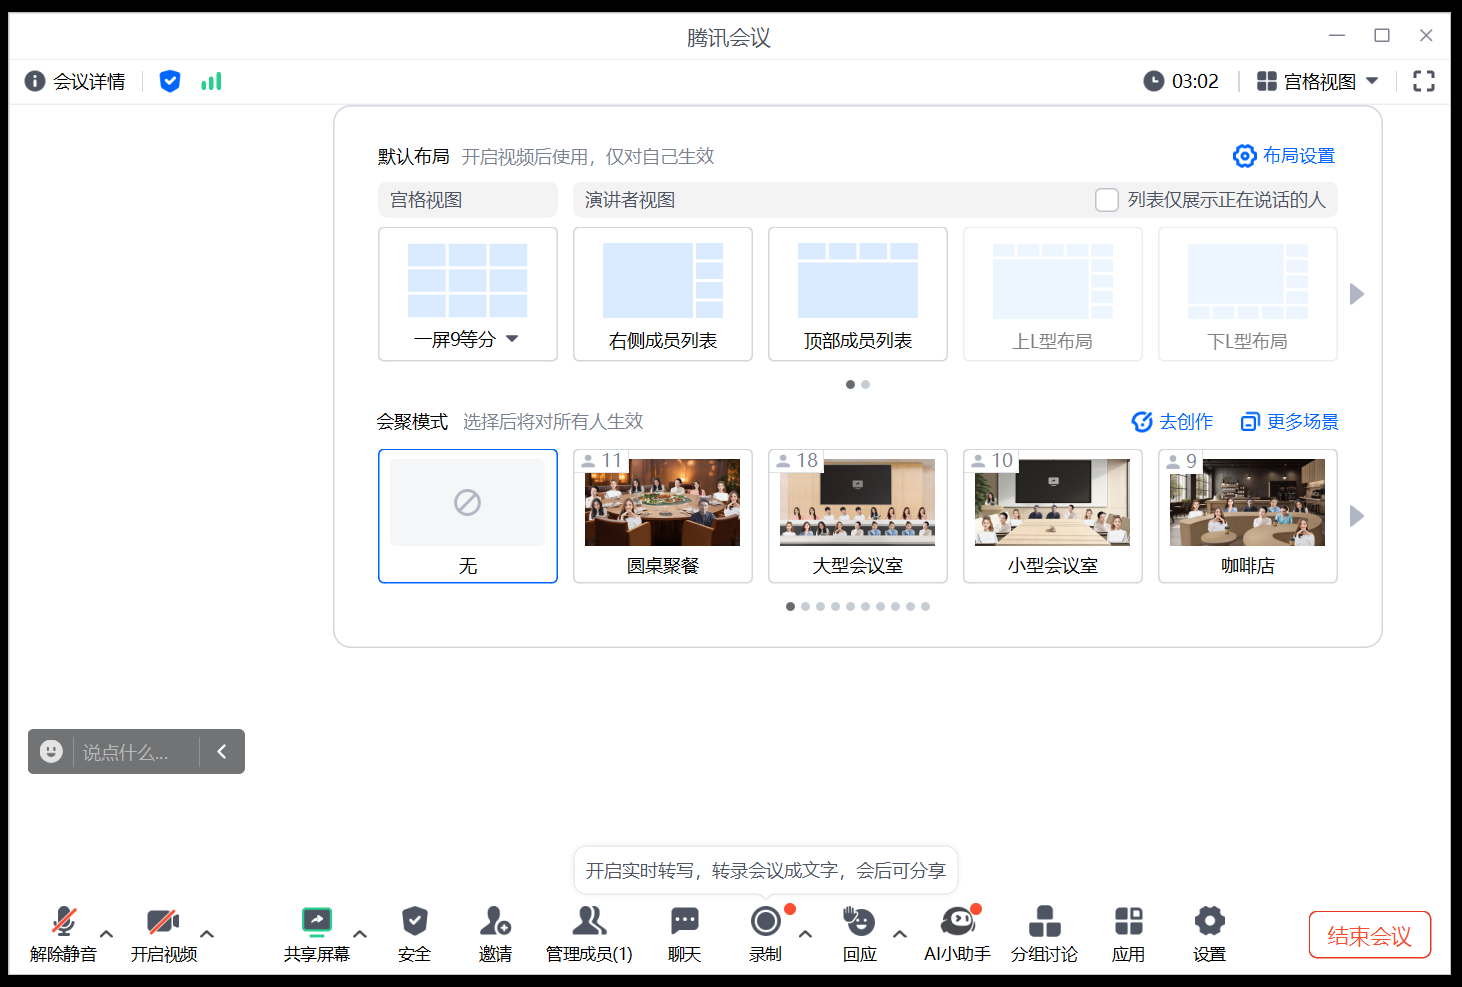 腾讯会议
会议详情
03:02
宫格视图
默认布局 开启视频后使用，仅对自己生效
布局设置
宫格视图
演讲者视图
列表仅展示正在说话的人
一屏9等分
右侧成员列表
顶部成员列表
上L型布局
下L型布局
会聚模式 选择后将对所有人生效
去创作
更多场景
无
11
圆桌聚餐
18
大型会议室
10
小型会议室
9
咖啡店
说点什么...
开启实时转写，转录会议成文字，会后可分享
解除静音
开启视频
共享屏幕
安全
邀请
管理成员(1)
聊天
录制
回应
AI小助手
分组讨论
应用
设置
结束会议